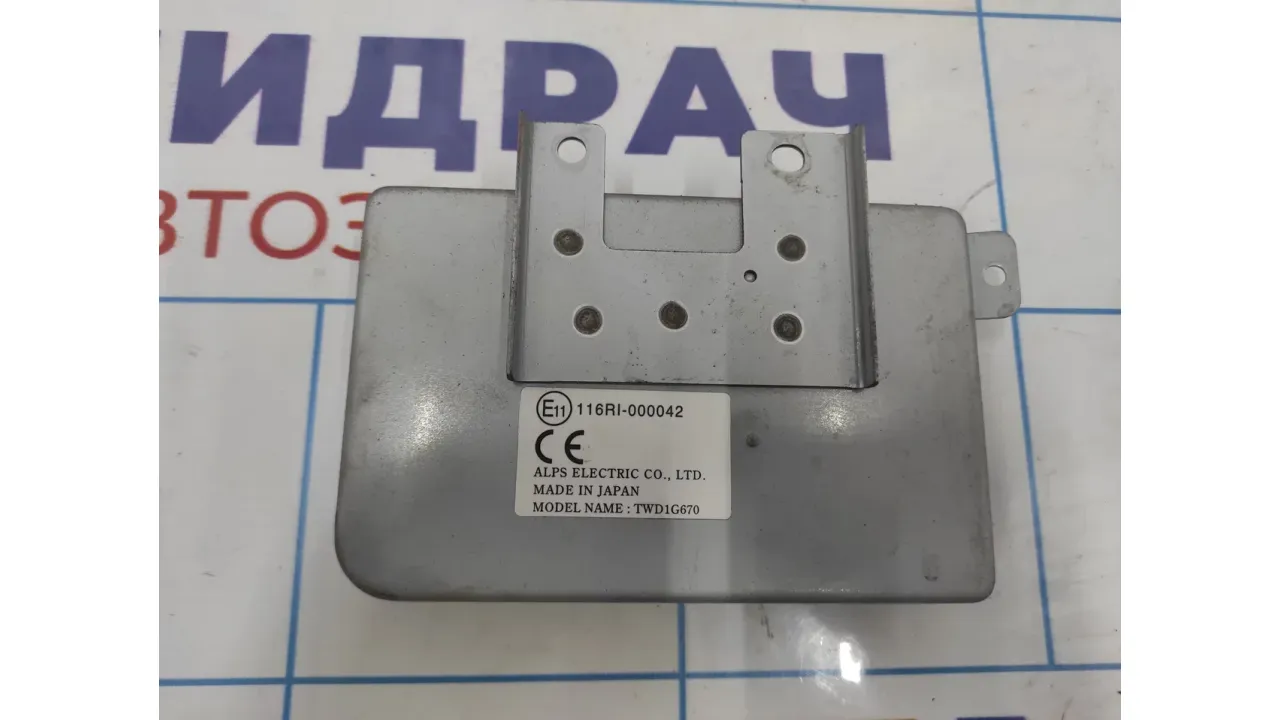 ИДРАЧ
ВТОЗ
E11 116RI-000042
CE
ALPS ELECTRIC CO., LTD.
MADE IN JAPAN
MODEL NAME : TWD1G670